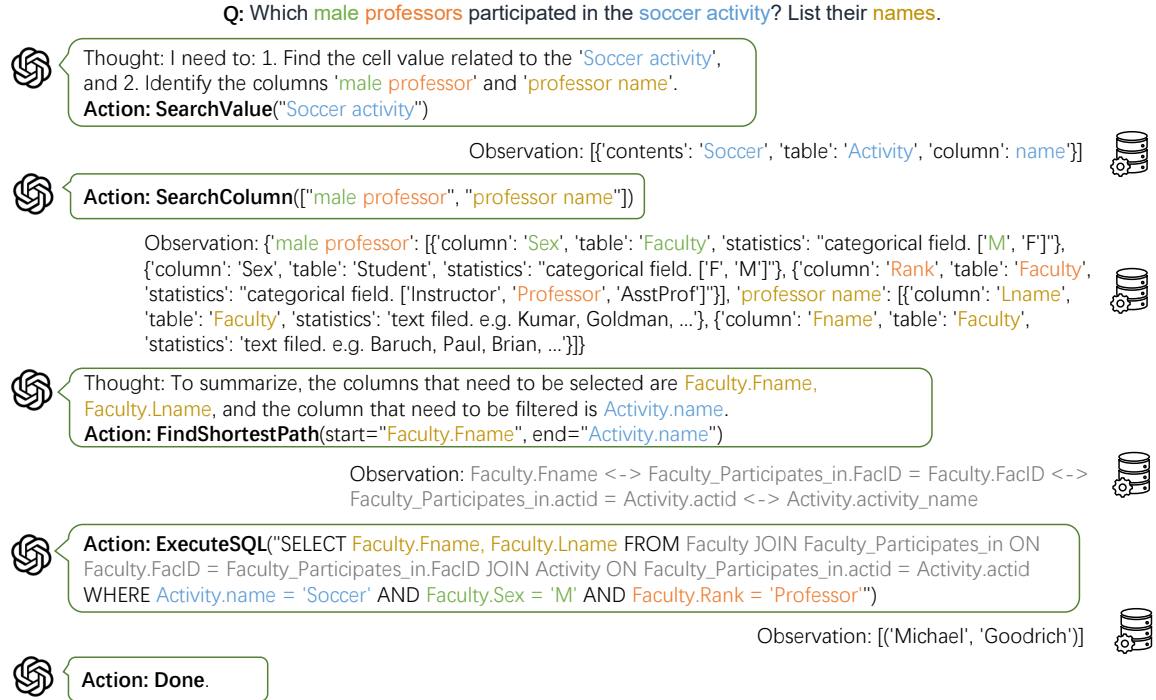 Q: Which male professors participated in the soccer activity? List their names.
Thought: I need to: 1. Find the cell value related to the 'Soccer activity',
and 2. Identify the columns 'male professor' and 'professor name'.
Action: SearchValue("Soccer activity")
Observation: [{'contents': 'Soccer', 'table': 'Activity', 'column': name'}]
Action: SearchColumn(["male professor", "professor name"])
Observation: {'male professor': [{'column': 'Sex', 'table': 'Faculty', 'statistics': "categorical field. ['M', 'F']"},
{'column': 'Sex', 'table': 'Student', 'statistics': "categorical field. ['F', 'M']"}, {'column': 'Rank', 'table': 'Faculty',
'statistics': "categorical field. ['Instructor', 'Professor', 'AsstProf']"}], 'professor name': [{'column': 'Lname',
'table': 'Faculty', 'statistics': 'text filed. e.g. Kumar, Goldman, ...'}, {'column': 'Fname', 'table': 'Faculty',
'statistics': 'text filed. e.g. Baruch, Paul, Brian, ...'}]}
Thought: To summarize, the columns that need to be selected are Faculty.Fname,
Faculty.Lname, and the column that need to be filtered is Activity.name.
Action: FindShortestPath(start="Faculty.Fname", end="Activity.name")
Observation: Faculty.Fname <-> Faculty_Participates_in.FacID = Faculty.FacID <->
Faculty_Participates_in.actid = Activity.actid <-> Activity.activity_name
Action: ExecuteSQL("SELECT Faculty.Fname, Faculty.Lname FROM Faculty JOIN Faculty_Participates_in ON
Faculty.FacID = Faculty_Participates_in.FacID JOIN Activity ON Faculty_Participates_in.actid = Activity.actid
WHERE Activity.name = 'Soccer' AND Faculty.Sex = 'M' AND Faculty.Rank = 'Professor'")
Observation: [('Michael', 'Goodrich')]
Action: Done.